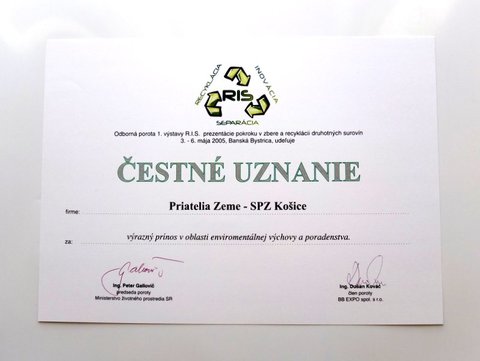 RECYKLÁCIA INOVÁCIA
RIS
SEPARÁCIA
Odborná porota 1. výstavy R.I.S. prezentácie pokroku v zbere a recyklácii druhotných surovín
3. - 6. mája 2005, Banská Bystrica, udeľuje
ČESTNÉ UZNANIE
firme: Priatelia Zeme - SPZ Košice
za: výrazný prínos v oblasti enviromentálnej výchovy a poradenstva.
Ing. Peter Gallovič Ing. Dušan Kováč
predseda poroty člen poroty
Ministerstvo životného prostredia SR BB EXPO spol. s r.o.